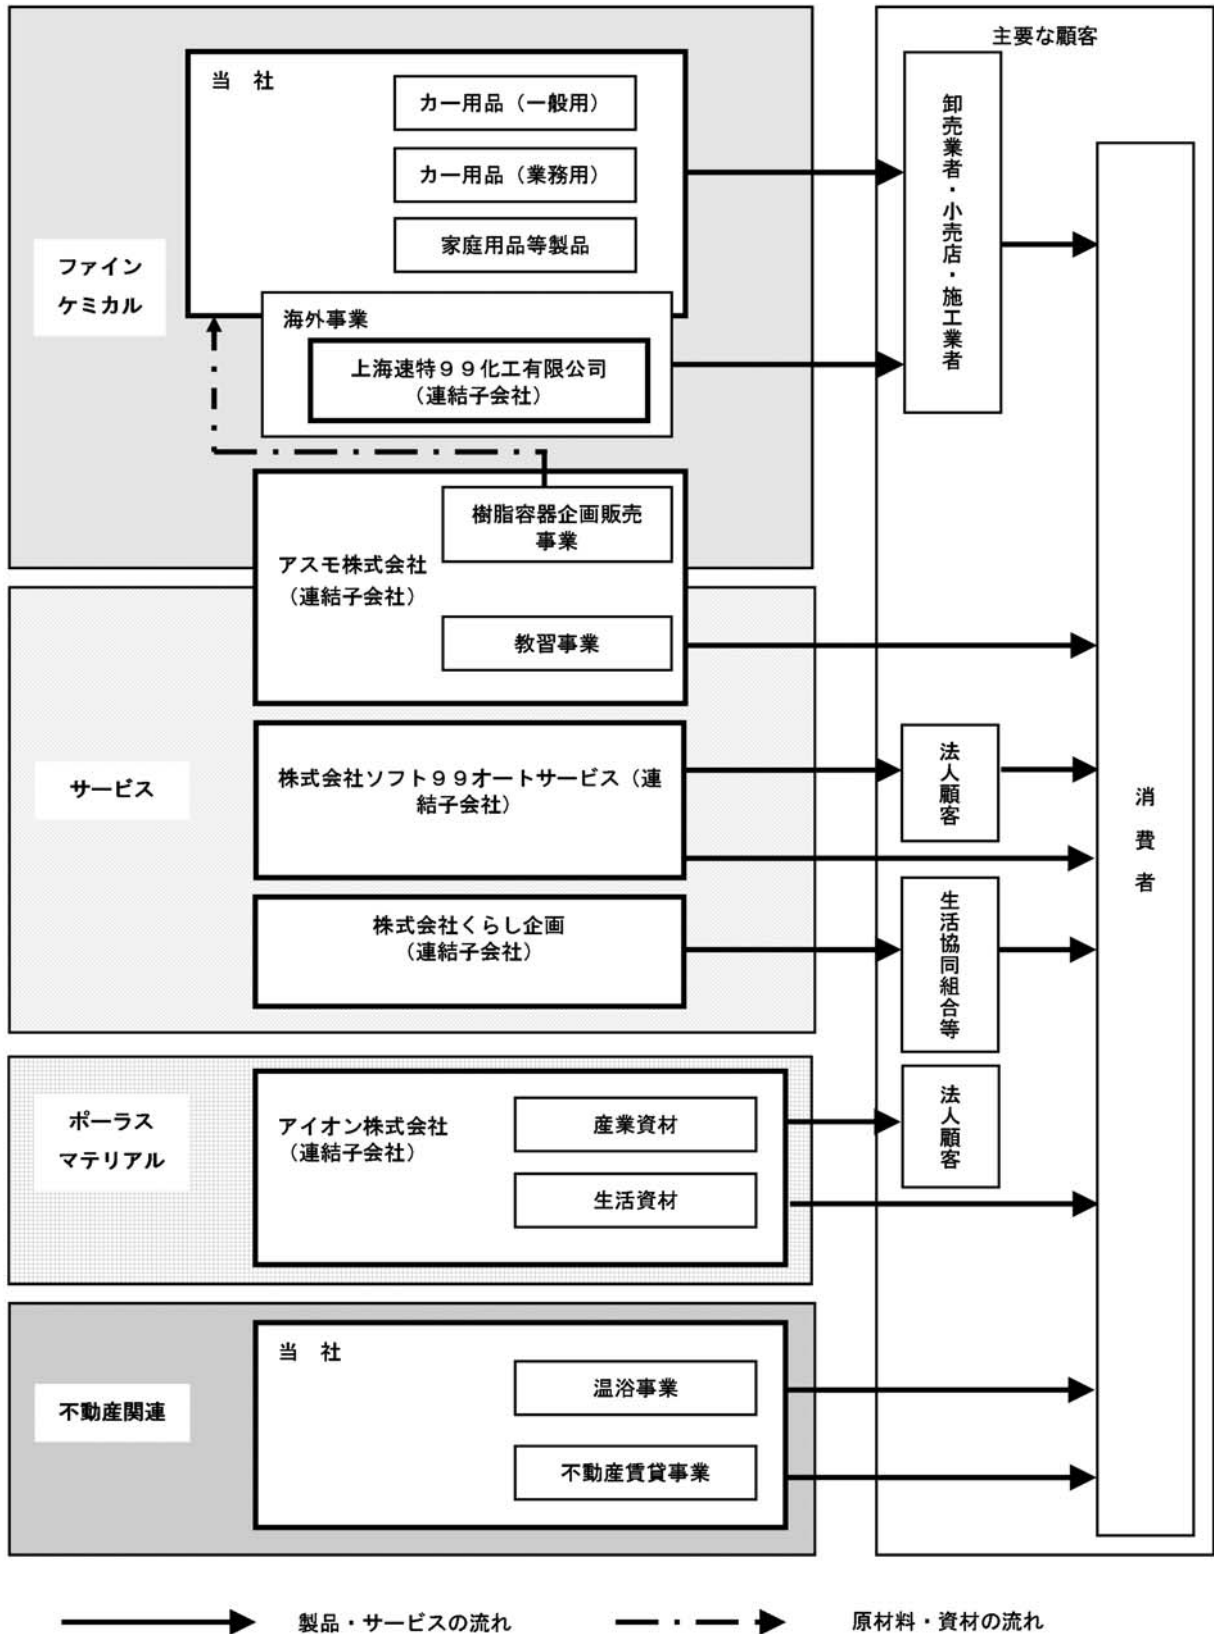 主要な顧客
当　社
カー用品（一般用）
カー用品（業務用）
家庭用品等製品
ファイン
ケミカル
海外事業
上海速特９９化工有限公司
（連結子会社）
卸売業者・小売店・施工業者
樹脂容器企画販売
事業
アスモ株式会社
（連結子会社）
教習事業
サービス
株式会社ソフト９９オートサービス（連
結子会社）
法人顧客
株式会社くらし企画
（連結子会社）
生活協同組合等
消費者
ポーラス
マテリアル
アイオン株式会社
（連結子会社）
産業資材
生活資材
法人顧客
不動産関連
当　社
温浴事業
不動産賃貸事業
製品・サービスの流れ
原材料・資材の流れ